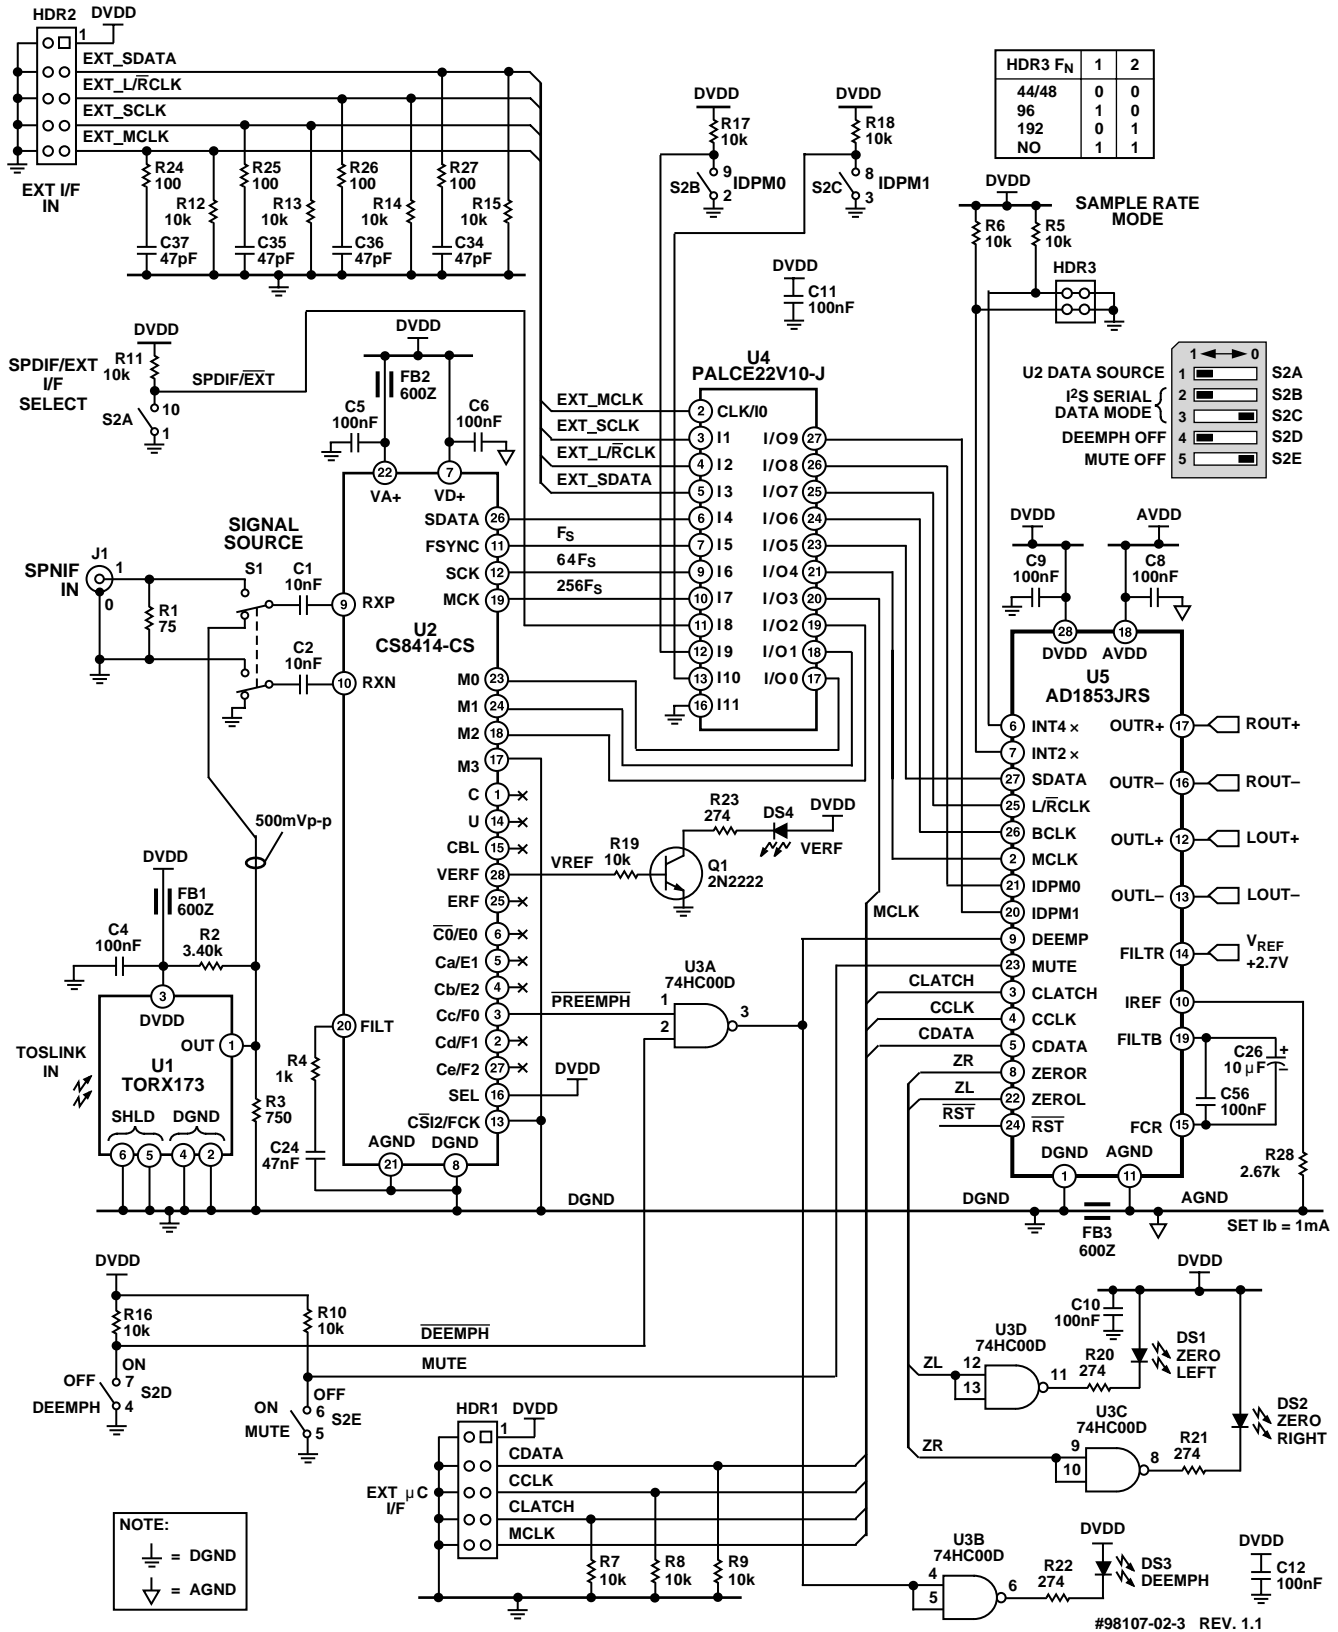 HDR2
DVDD
1
EXT_SDATA
EXT_L/R̅CLK
EXT_SCLK
EXT_MCLK
EXT I/F
IN
R24
100
R25
100
R26
100
R27
100
R12
10k
R13
10k
R14
10k
R15
10k
C37
47pF
C35
47pF
C36
47pF
C34
47pF
DVDD
R17
10k
S2B
9
2
IDPM0
DVDD
R18
10k
S2C
8
3
IDPM1
DVDD
C11
100nF
HDR3 FN 1 2
44/48 0 0
96 1 0
192 0 1
NO 1 1
DVDD
SAMPLE RATE
MODE
R6
10k
R5
10k
HDR3
1 0
U2 DATA SOURCE 1 S2A
I2S SERIAL 2 S2B
DATA MODE 3 S2C
DEEMPH OFF 4 S2D
MUTE OFF 5 S2E
SPDIF/EXT
I/F
SELECT
DVDD
R11
10k
SPDIF/E̅X̅T̅
S2A
10
1
DVDD
FB2
600Z
C5
100nF
C6
100nF
22
VA+
7
VD+
SDATA 26
FSYNC 11
SCK 12
MCK 19
FS
64FS
256FS
U2
CS8414-CS
9 RXP
10 RXN
M0 23
M1 24
M2 18
M3 17
C 1
U 14
CBL 15
VERF 28
ERF 25
C̅0̅/E0 6
Ca/E1 5
Cb/E2 4
Cc/F0 3
Cd/F1 2
Ce/F2 27
SEL 16
CS̅I2/FCK 13
20 FILT
AGND
21
DGND
8
DVDD
U4
PALCE22V10-J
EXT_MCLK
EXT_SCLK
EXT_L/R̅CLK
EXT_SDATA
2 CLK/I0
3 I1
4 I2
5 I3
6 I4
7 I5
9 I6
10 I7
11 I8
12 I9
13 I10
16 I11
I/O9 27
I/O8 26
I/O7 25
I/O6 24
I/O5 23
I/O4 21
I/O3 20
I/O2 19
I/O1 18
I/O 0 17
SIGNAL
SOURCE
J1
1
0
SPNIF
IN
R1
75
S1
C1
10nF
C2
10nF
500mVp-p
DVDD
FB1
600Z
C4
100nF
R2
3.40k
3
DVDD
OUT 1
TOSLINK
IN
U1
TORX173
SHLD
DGND
6 5 4 2
R3
750
R4
1k
C24
47nF
VREF
R19
10k
R23
274
DS4
DVDD
VERF
Q1
2N2222
P̅R̅E̅E̅M̅P̅H̅
U3A
74HC00D
1
2
3
MCLK
DVDD
C9
100nF
AVDD
C8
100nF
28
DVDD
18
AVDD
U5
AD1853JRS
6 INT4 ×
7 INT2 ×
27 SDATA
25 L/R̅CLK
26 BCLK
2 MCLK
21 IDPM0
20 IDPM1
9 DEEMP
23 MUTE
3 CLATCH
4 CCLK
5 CDATA
8 ZEROR
22 ZEROL
24 R̅S̅T̅
CLATCH
CCLK
CDATA
ZR
ZL
R̅S̅T̅
OUTR+ 17 ROUT+
OUTR– 16 ROUT–
OUTL+ 12 LOUT+
OUTL– 13 LOUT–
FILTR 14 VREF
+2.7V
IREF 10
FILTB 19
FCR 15
C26
10 μF
+
–
C56
100nF
R28
2.67k
DGND
1
AGND
11
DGND
DGND
AGND
FB3
600Z
SET Ib = 1mA
DVDD
R16
10k
R10
10k
D̅E̅E̅M̅P̅H̅
MUTE
ON
OFF
7
DEEMPH
4
S2D
OFF
ON
6
MUTE
5
S2E
HDR1
DVDD
1
CDATA
CCLK
CLATCH
MCLK
EXT μC
I/F
R7
10k
R8
10k
R9
10k
DVDD
C10
100nF
U3D
74HC00D
ZL
12
13
11
R20
274
DS1
ZERO
LEFT
U3C
74HC00D
ZR
9
10
8
R21
274
DS2
ZERO
RIGHT
U3B
74HC00D
4
5
6
R22
274
DVDD
DS3
DEEMPH
DVDD
C12
100nF
NOTE:
= DGND
= AGND
#98107-02-3 REV. 1.1